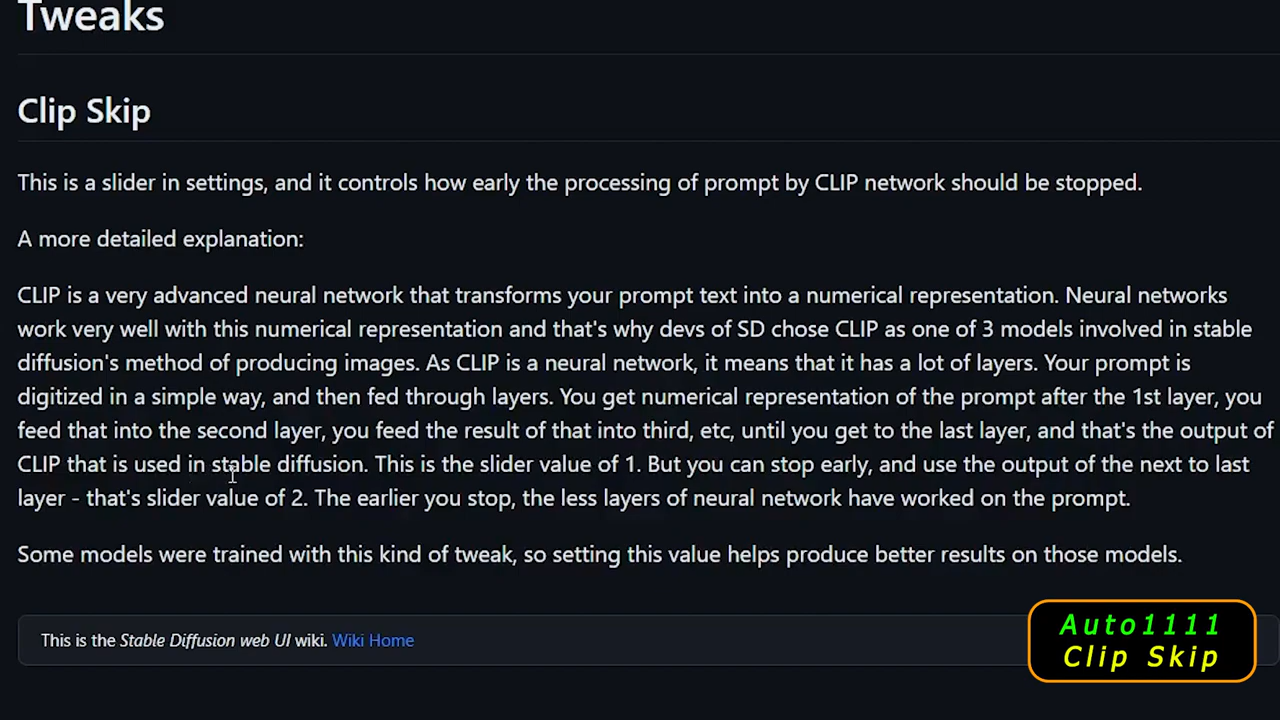 Tweaks
Clip Skip
This is a slider in settings, and it controls how early the processing of prompt by CLIP network should be stopped.
A more detailed explanation:
CLIP is a very advanced neural network that transforms your prompt text into a numerical representation. Neural networks
work very well with this numerical representation and that's why devs of SD chose CLIP as one of 3 models involved in stable
diffusion's method of producing images. As CLIP is a neural network, it means that it has a lot of layers. Your prompt is
digitized in a simple way, and then fed through layers. You get numerical representation of the prompt after the 1st layer, you
feed that into the second layer, you feed the result of that into third, etc, until you get to the last layer, and that's the output of
CLIP that is used in stable diffusion. This is the slider value of 1. But you can stop early, and use the output of the next to last
layer - that's slider value of 2. The earlier you stop, the less layers of neural network have worked on the prompt.
Some models were trained with this kind of tweak, so setting this value helps produce better results on those models.
This is the Stable Diffusion web UI wiki. Wiki Home
Auto1111
Clip Skip